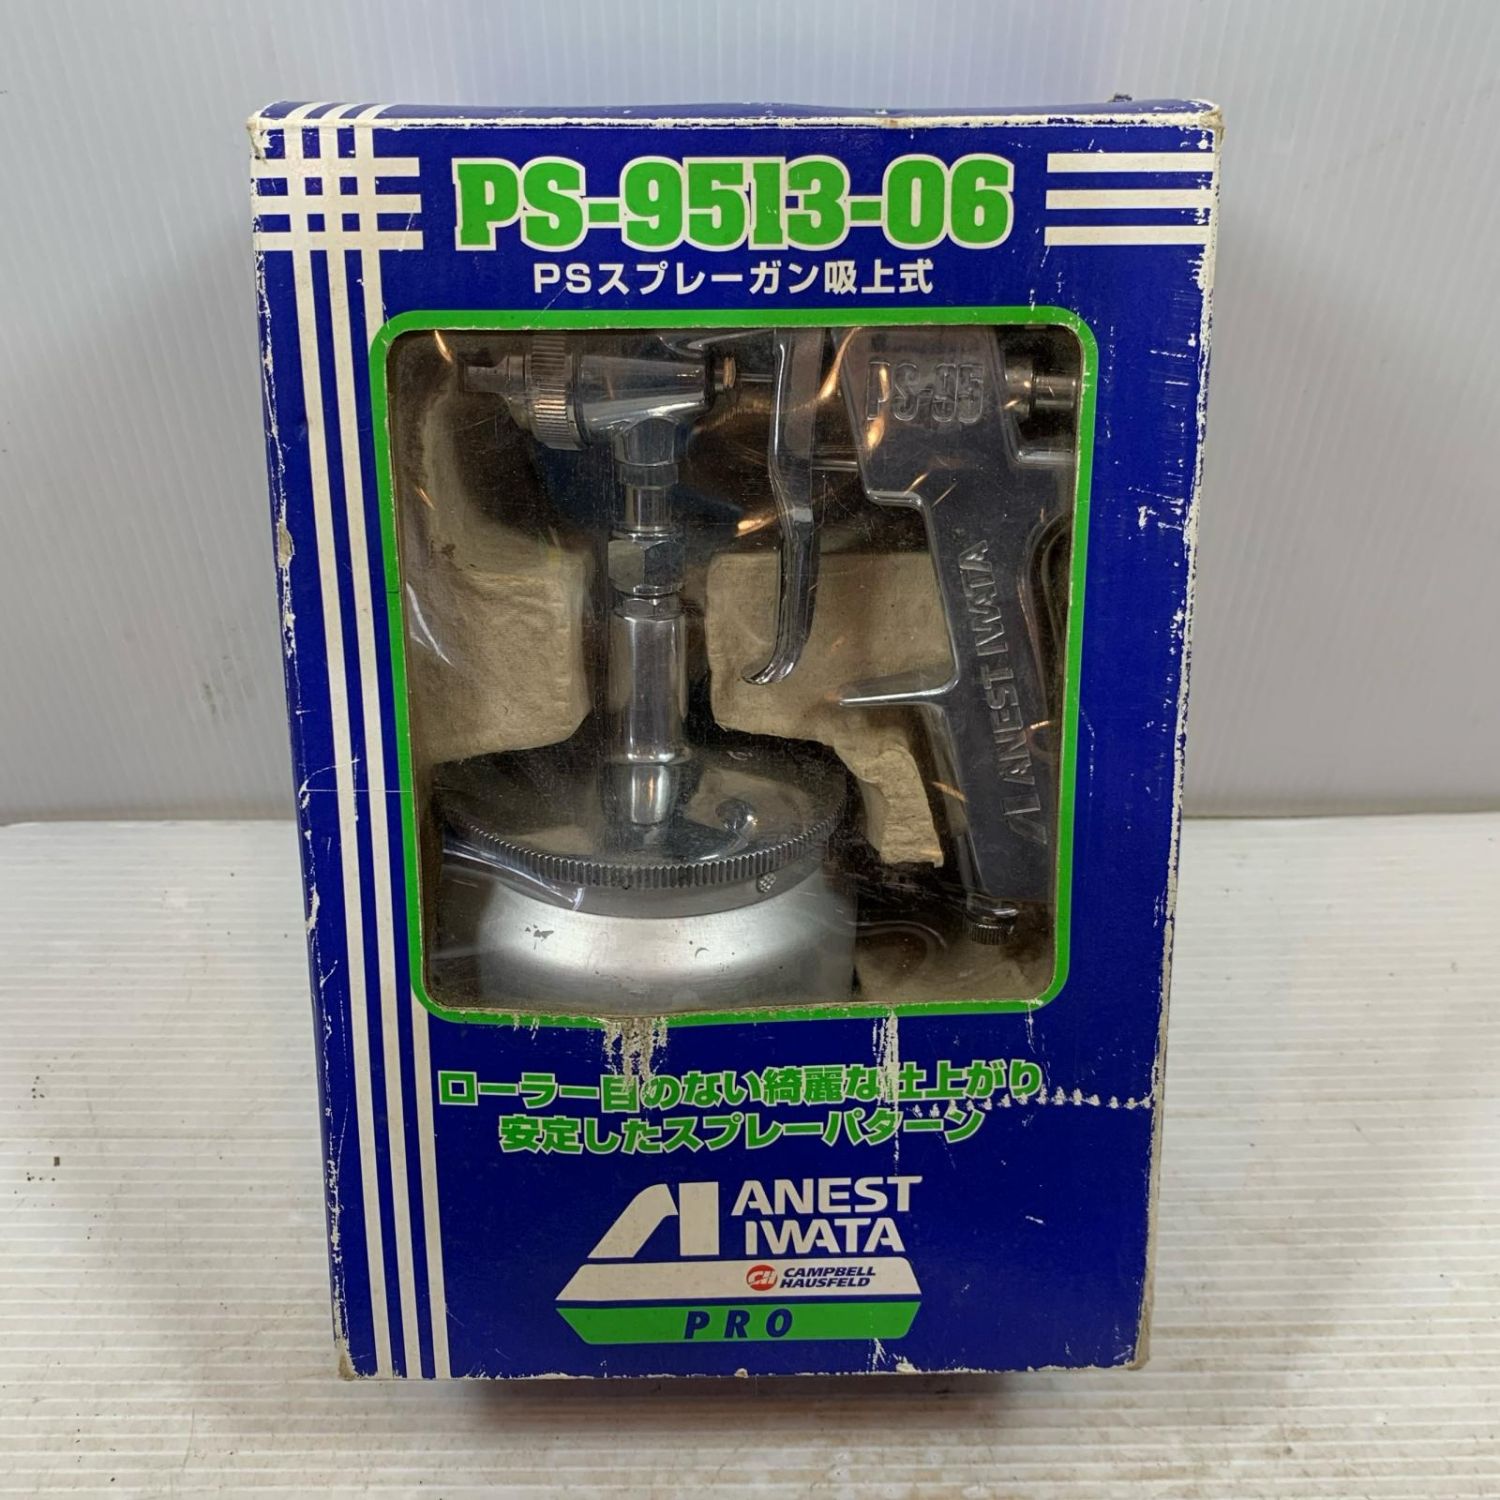 PS-9513-06
PSスプレーガン吸上式
PS-95
ANEST IWATA
ローラー目のない綺麗な仕上がり
安定したスプレーパターン
ANEST
IWATA
CH CAMPBELL
HAUSFELD
PRO